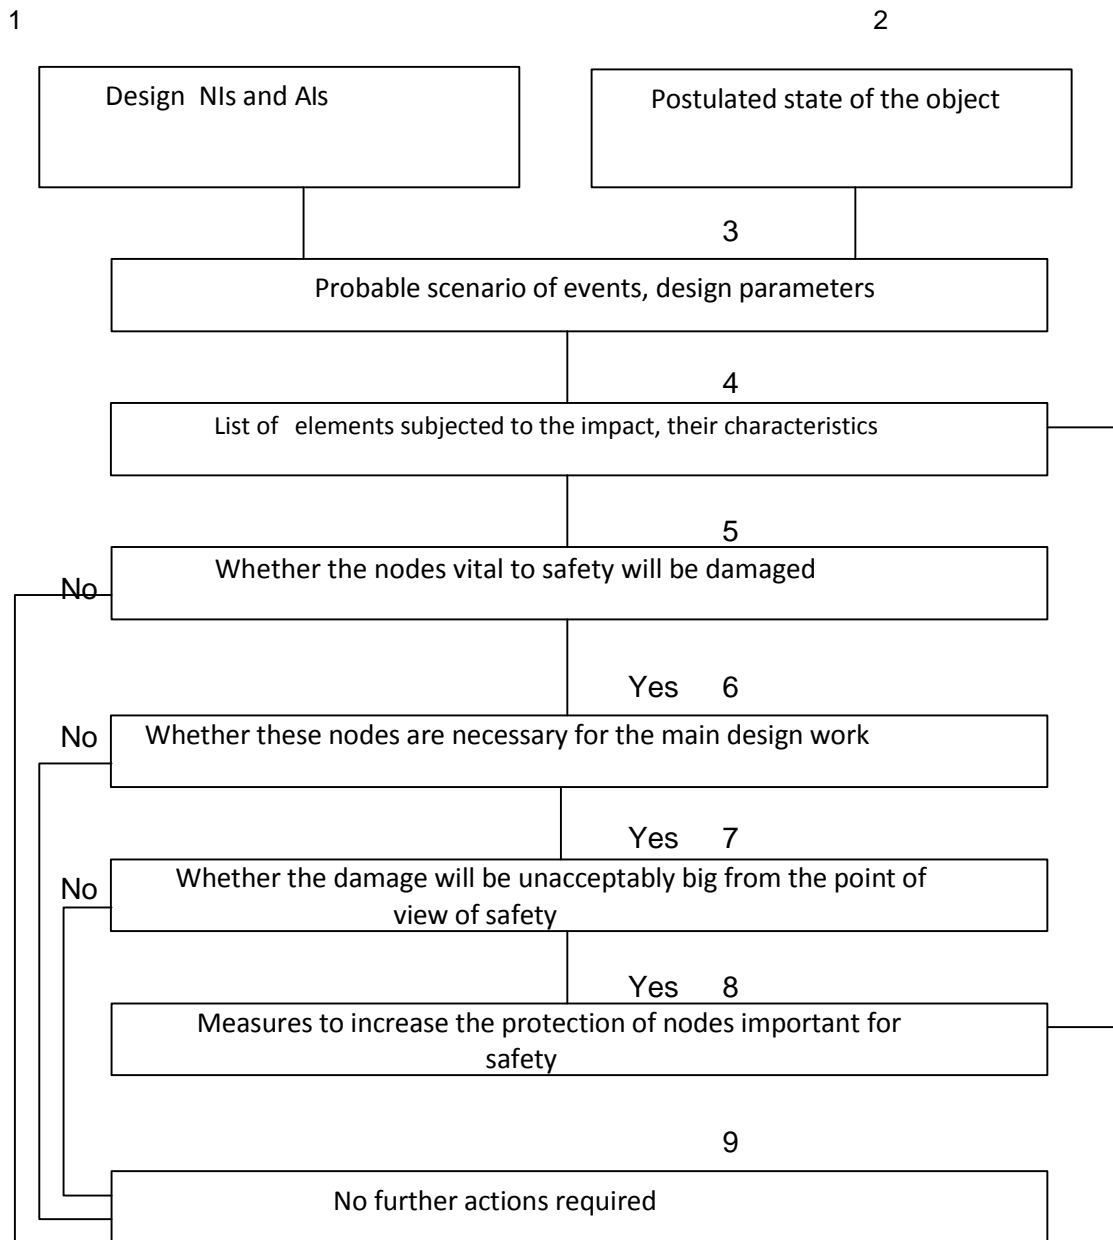 1
2
Design NIs and AIs
Postulated state of the object
3
Probable scenario of events, design parameters
4
List of elements subjected to the impact, their characteristics
5
Whether the nodes vital to safety will be damaged
No
Yes 6
No
Whether these nodes are necessary for the main design work
Yes 7
No
Whether the damage will be unacceptably big from the point of
view of safety
Yes 8
Measures to increase the protection of nodes important for
safety
9
No further actions required